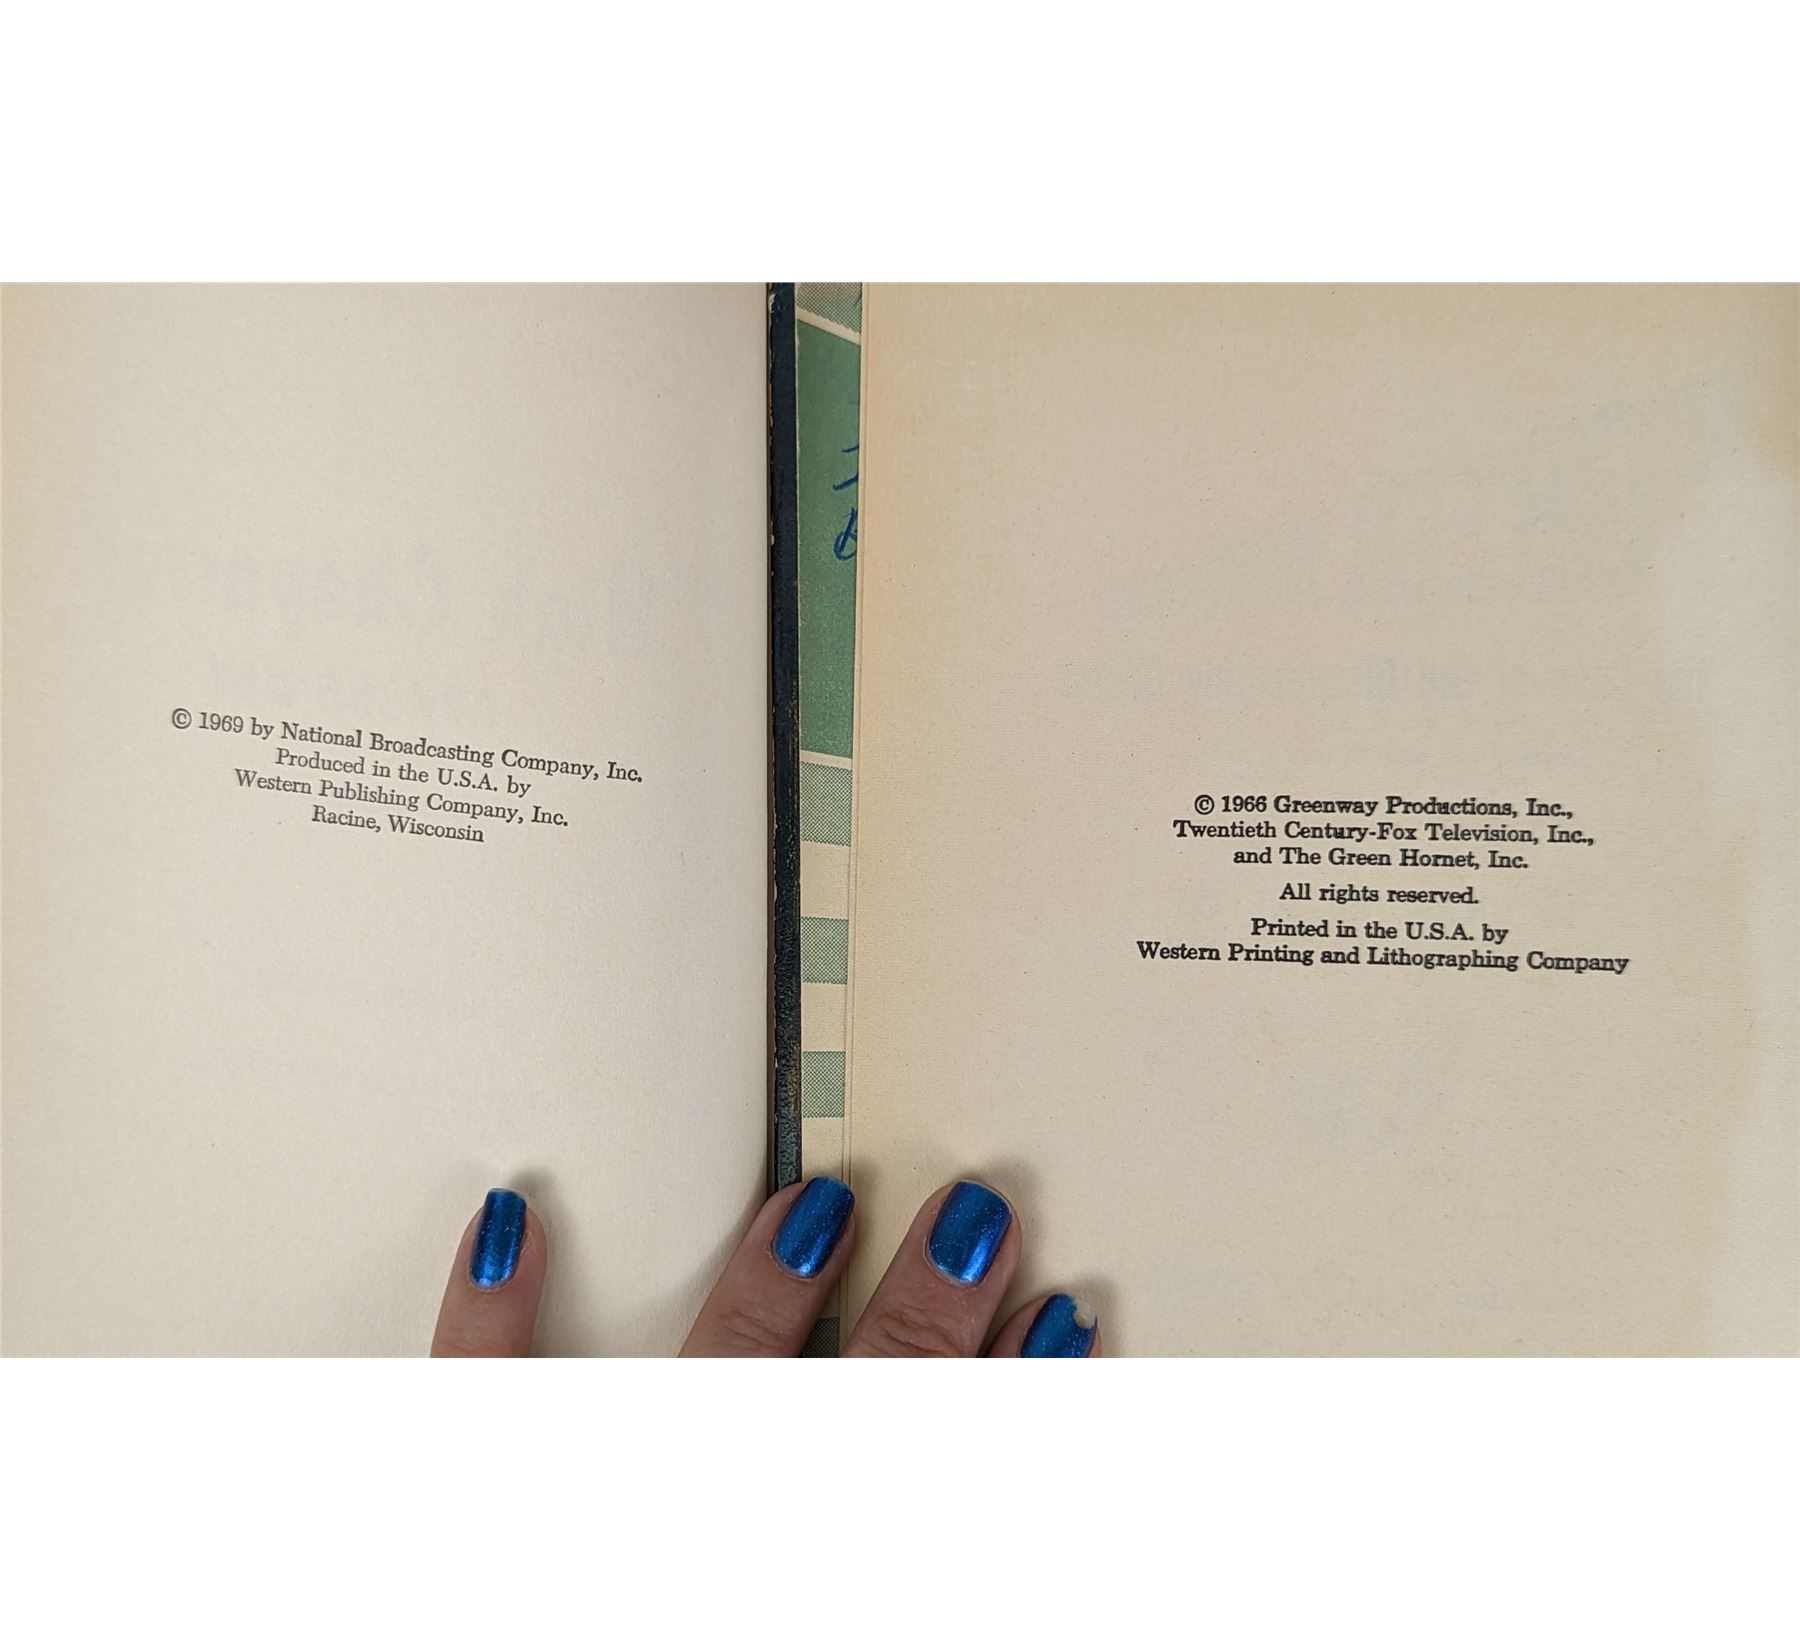 © 1969 by National Broadcasting Company, Inc.
Produced in the U.S.A. by
Western Publishing Company, Inc.
Racine, Wisconsin
© 1966 Greenway Productions, Inc.,
Twentieth Century-Fox Television, Inc.,
and The Green Hornet, Inc.
All rights reserved.
Printed in the U.S.A. by
Western Printing and Lithographing Company